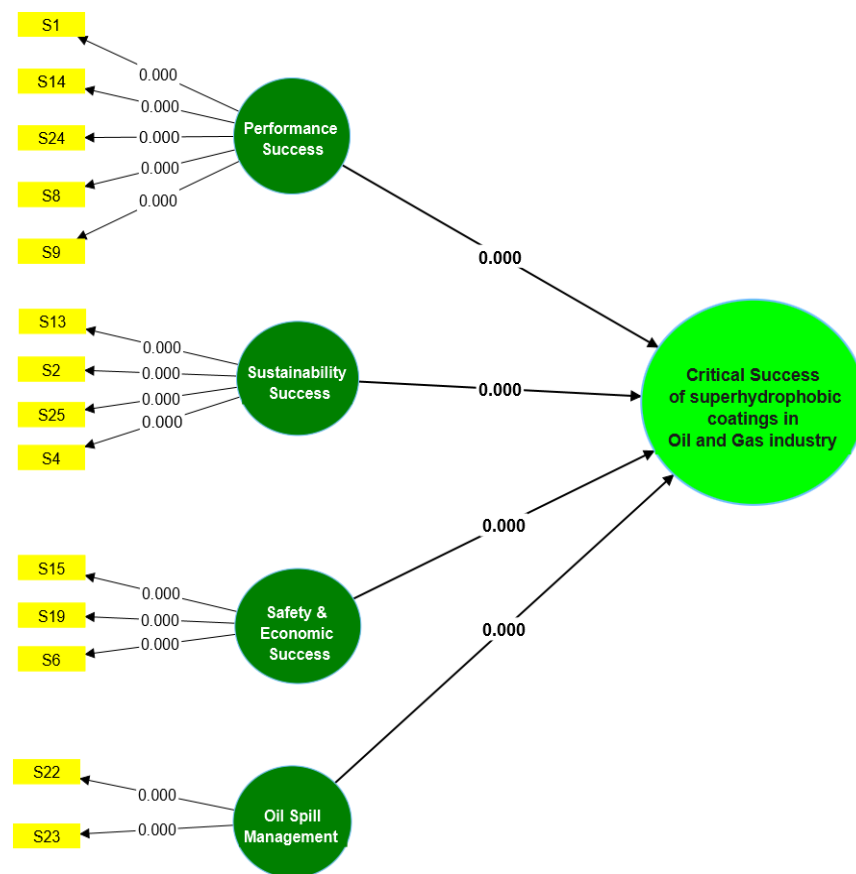 S1
0.000
S14
0.000
S24
0.000
S8
0.000
S9
0.000
Performance
Success
0.000
S13
0.000
S2
0.000
S25
0.000
S4
0.000
Sustainability
Success
0.000
Critical Success
of superhydrophobic
coatings in
Oil and Gas industry
S15
0.000
S19
0.000
S6
0.000
Safety &
Economic
Success
0.000
S22
0.000
S23
0.000
Oil Spill
Management
0.000